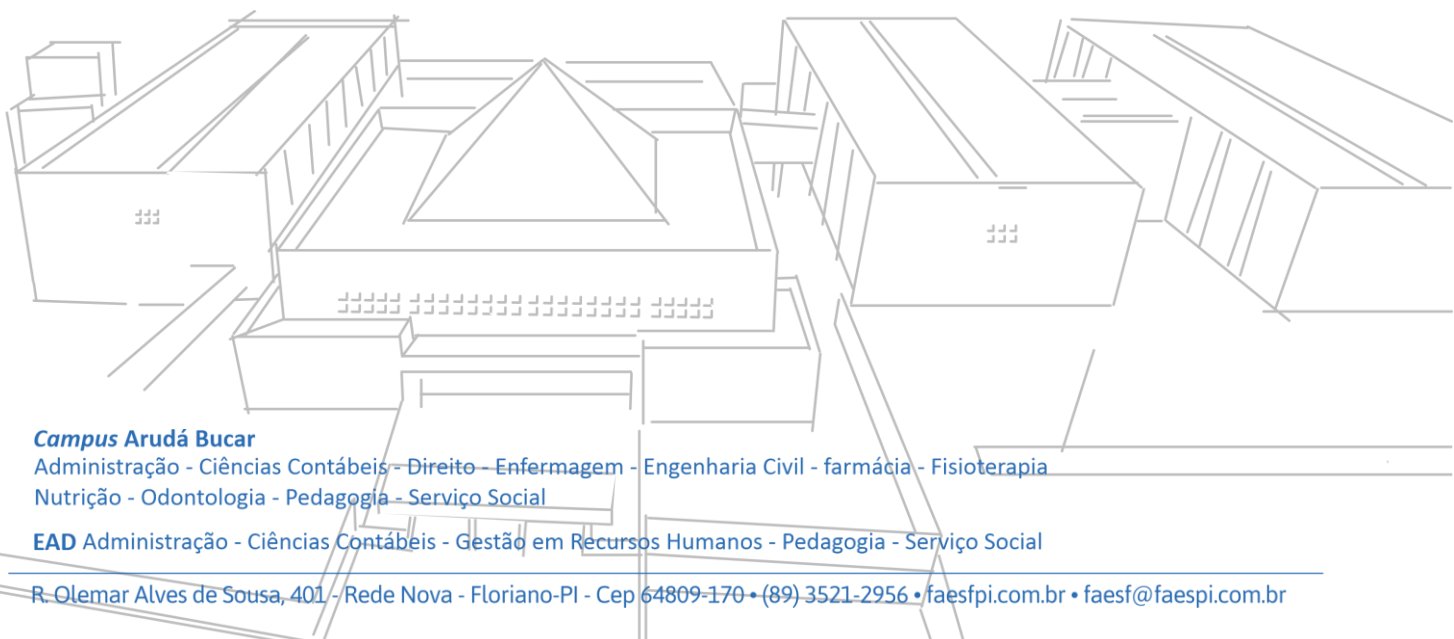 Campus Arudá Bucar
Administração - Ciências Contábeis - Direito - Enfermagem - Engenharia Civil - farmácia - Fisioterapia
Nutrição - Odontologia - Pedagogia - Serviço Social
EAD Administração - Ciências Contábeis - Gestão em Recursos Humanos - Pedagogia - Serviço Social
R. Olemar Alves de Sousa, 401 - Rede Nova - Floriano-PI - Cep 64809-170 • (89) 3521-2956 • faesfpi.com.br • faesf@faespi.com.br